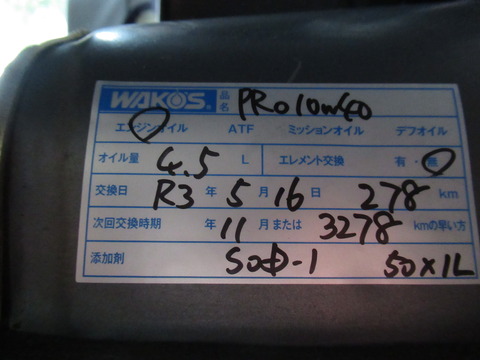 WAKO'S 品名 PRO10W40
エンジンオイル ATF ミッションオイル デフオイル
オイル量 4.5 L エレメント交換 有・無
交換日 R3 年 5 月 16 日 278 km
次回交換時期 年 11 月または 3278 kmの早い方
添加剤 SOD-1 50×1L